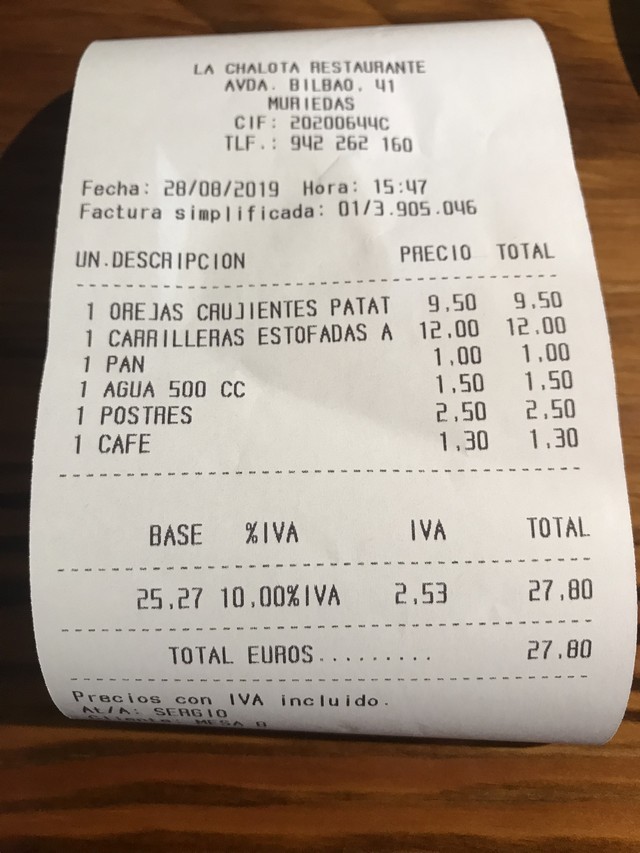 LA CHALOTA RESTAURANTE
AVDA. BILBAO, 41
MURIEDAS
CIF: 20200644C
TLF.: 942 262 160
Fecha: 28/08/2019 Hora: 15:47
Factura simplificada: 01/3.905.046
UN.DESCRIPCION PRECIO TOTAL
1 OREJAS CRUJIENTES PATAT 9,50 9,50
1 CARRILLERAS ESTOFADAS A 12,00 12,00
1 PAN 1,00 1,00
1 AGUA 500 CC 1,50 1,50
1 POSTRES 2,50 2,50
1 CAFE 1,30 1,30
BASE %IVA IVA TOTAL
25,27 10,00%IVA 2,53 27,80
TOTAL EUROS......... 27,80
Precios con IVA incluido.
At/A: SERGIO